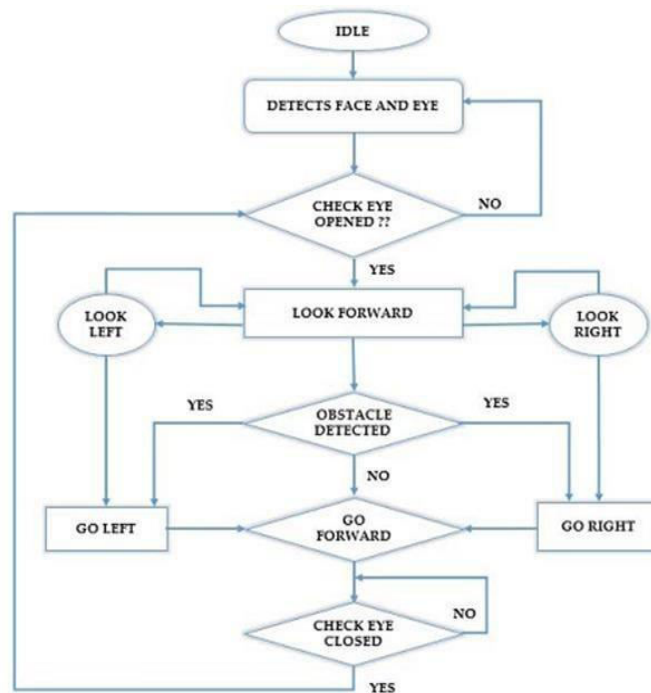 IDLE
DETECTS FACE AND EYE
CHECK EYE
OPENED ??
NO
YES
LOOK
LEFT
LOOK FORWARD
LOOK
RIGHT
YES
OBSTACLE
DETECTED
YES
NO
GO LEFT
GO
FORWARD
GO RIGHT
NO
CHECK EYE
CLOSED
YES